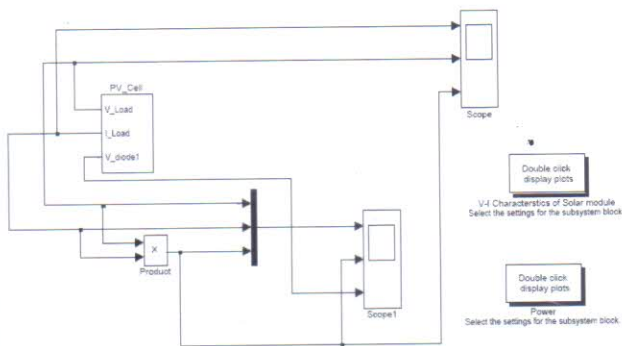 PV_Cell
V_Load
I_Load
V_diode1
Scope
Double click
display plots
V-I Characterstics of Solar module
Select the settings for the subsystem block
X
Product
Scope1
Double click
display plots
Power
Select the settings for the subsystem block